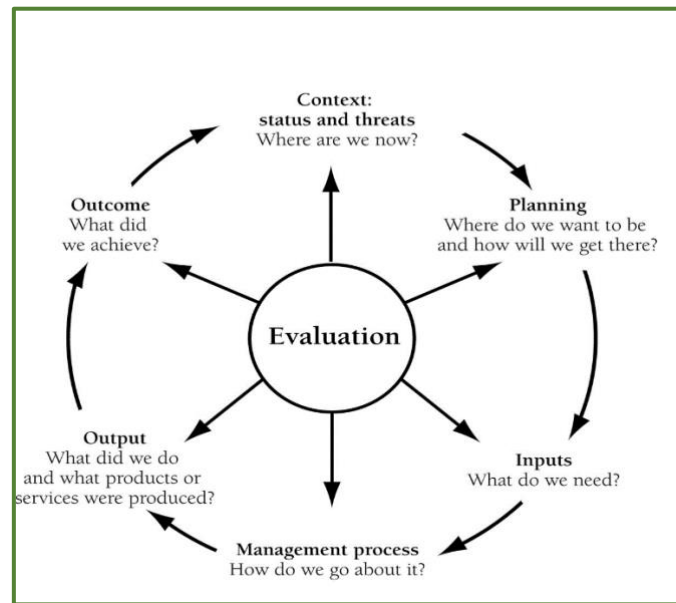 Context:
status and threats
Where are we now?
Planning
Where do we want to be
and how will we get there?
Inputs
What do we need?
Management process
How do we go about it?
Output
What did we do
and what products or
services were produced?
Outcome
What did
we achieve?
Evaluation